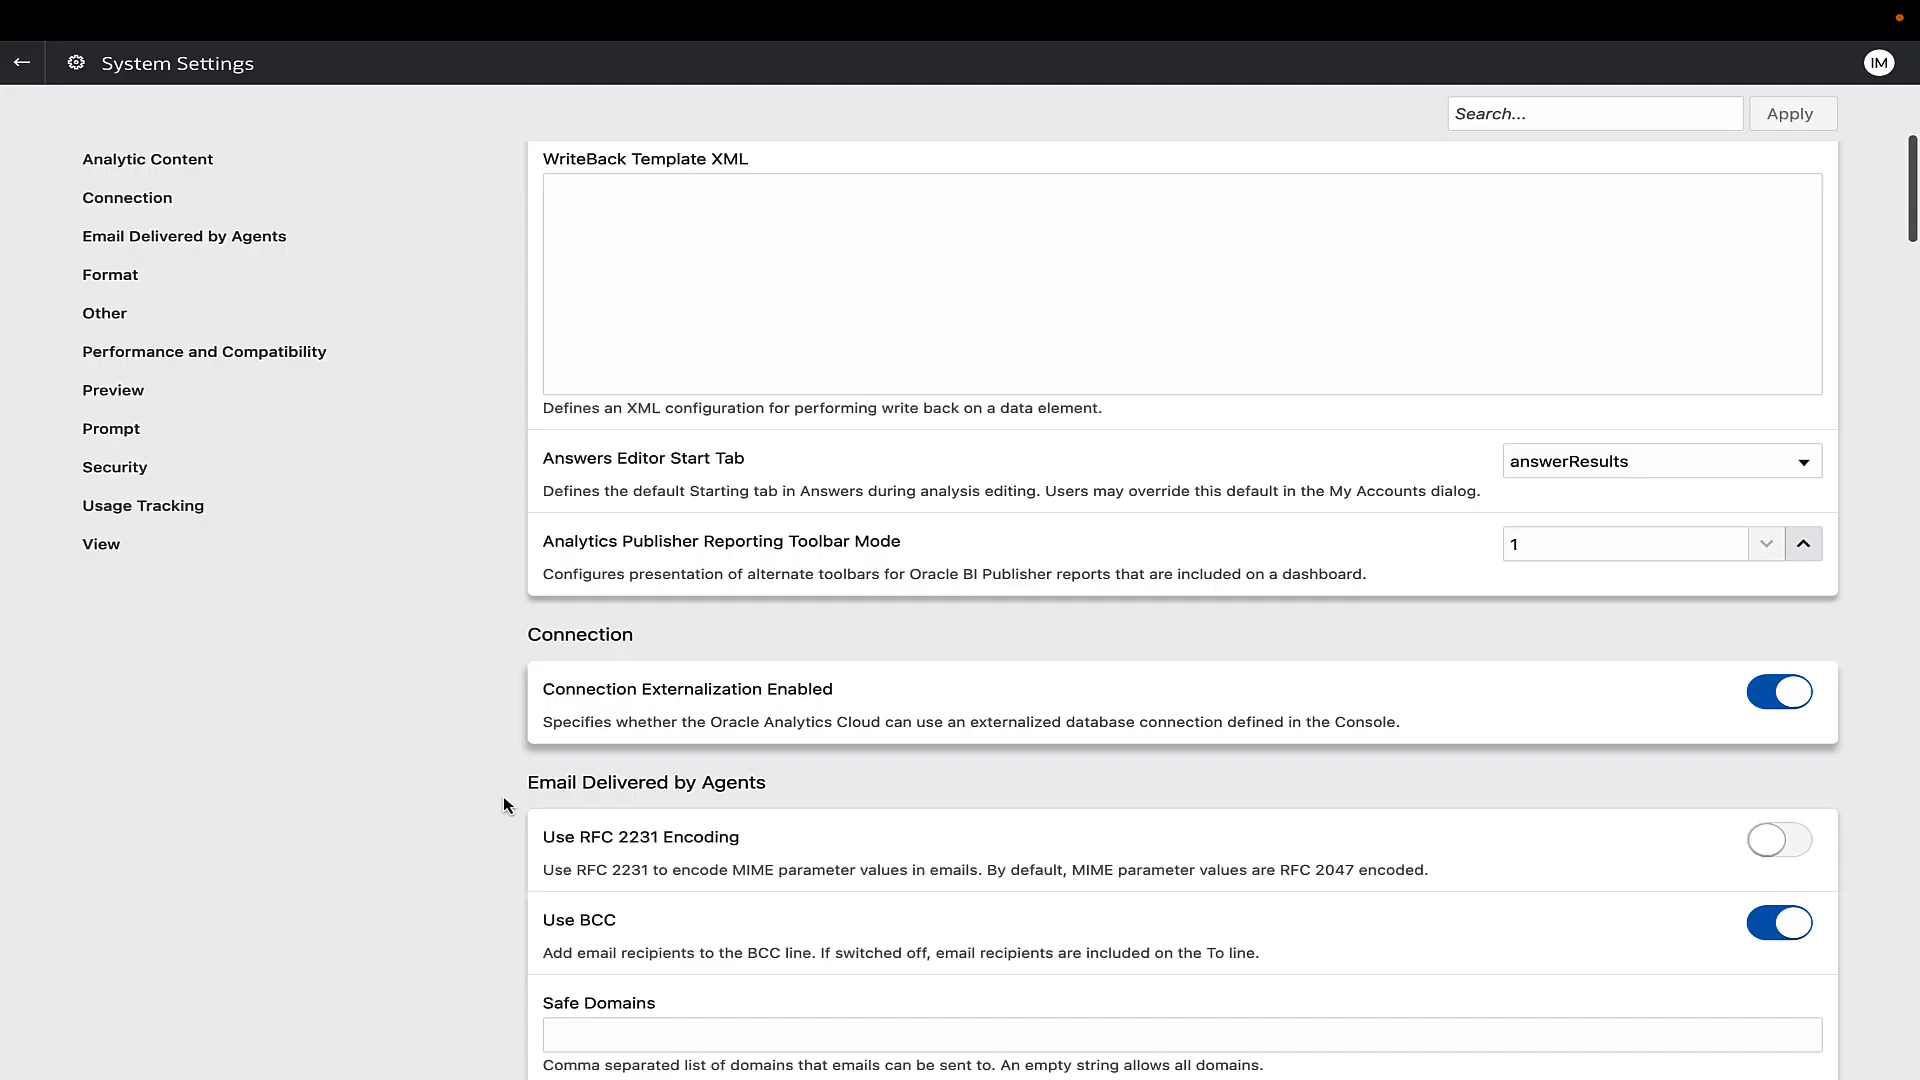 System Settings
IM
Search...
Apply
Analytic Content
Connection
Email Delivered by Agents
Format
Other
Performance and Compatibility
Preview
Prompt
Security
Usage Tracking
View
WriteBack Template XML
Defines an XML configuration for performing write back on a data element.
Answers Editor Start Tab
answerResults
Defines the default Starting tab in Answers during analysis editing. Users may override this default in the My Accounts dialog.
Analytics Publisher Reporting Toolbar Mode
1
Configures presentation of alternate toolbars for Oracle BI Publisher reports that are included on a dashboard.
Connection
Connection Externalization Enabled
Specifies whether the Oracle Analytics Cloud can use an externalized database connection defined in the Console.
Email Delivered by Agents
Use RFC 2231 Encoding
Use RFC 2231 to encode MIME parameter values in emails. By default, MIME parameter values are RFC 2047 encoded.
Use BCC
Add email recipients to the BCC line. If switched off, email recipients are included on the To line.
Safe Domains
Comma separated list of domains that emails can be sent to. An empty string allows all domains.